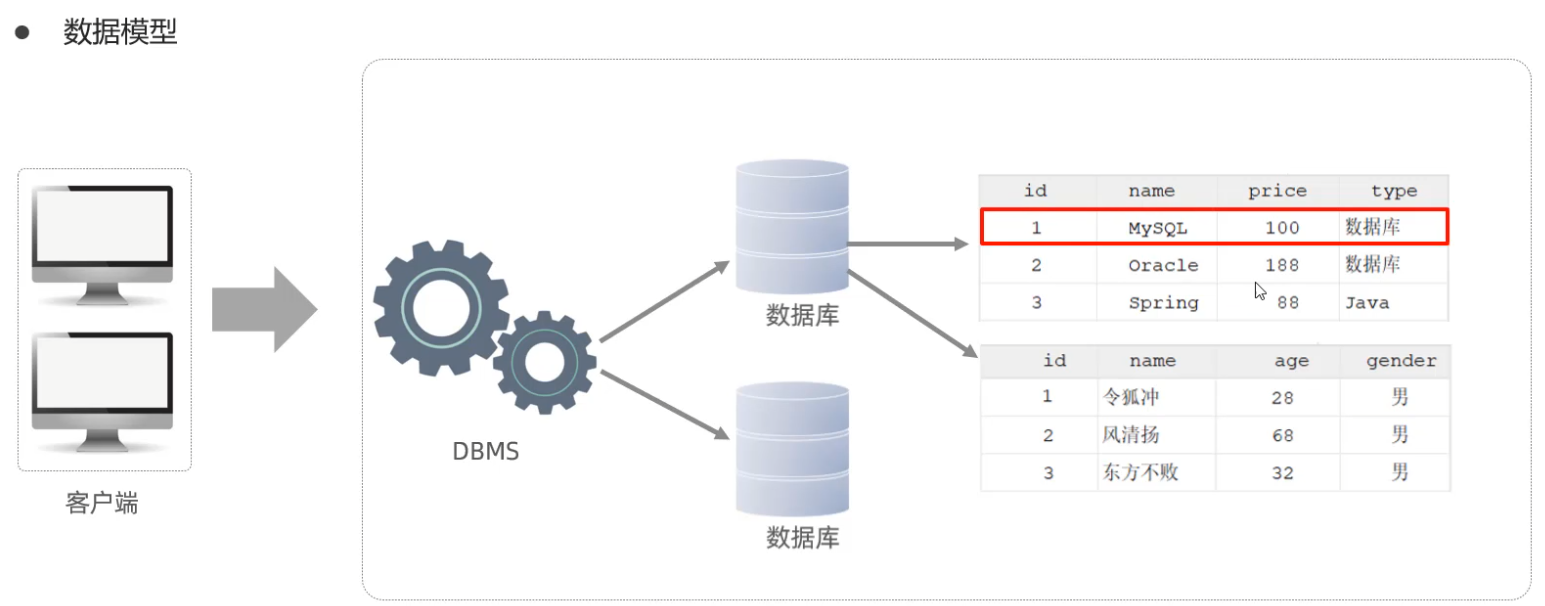 ● 数据模型
客户端
DBMS
数据库
数据库
id name price type
1 MySQL 100 数据库
2 Oracle 188 数据库
3 Spring 88 Java
id name age gender
1 令狐冲 28 男
2 风清扬 68 男
3 东方不败 32 男